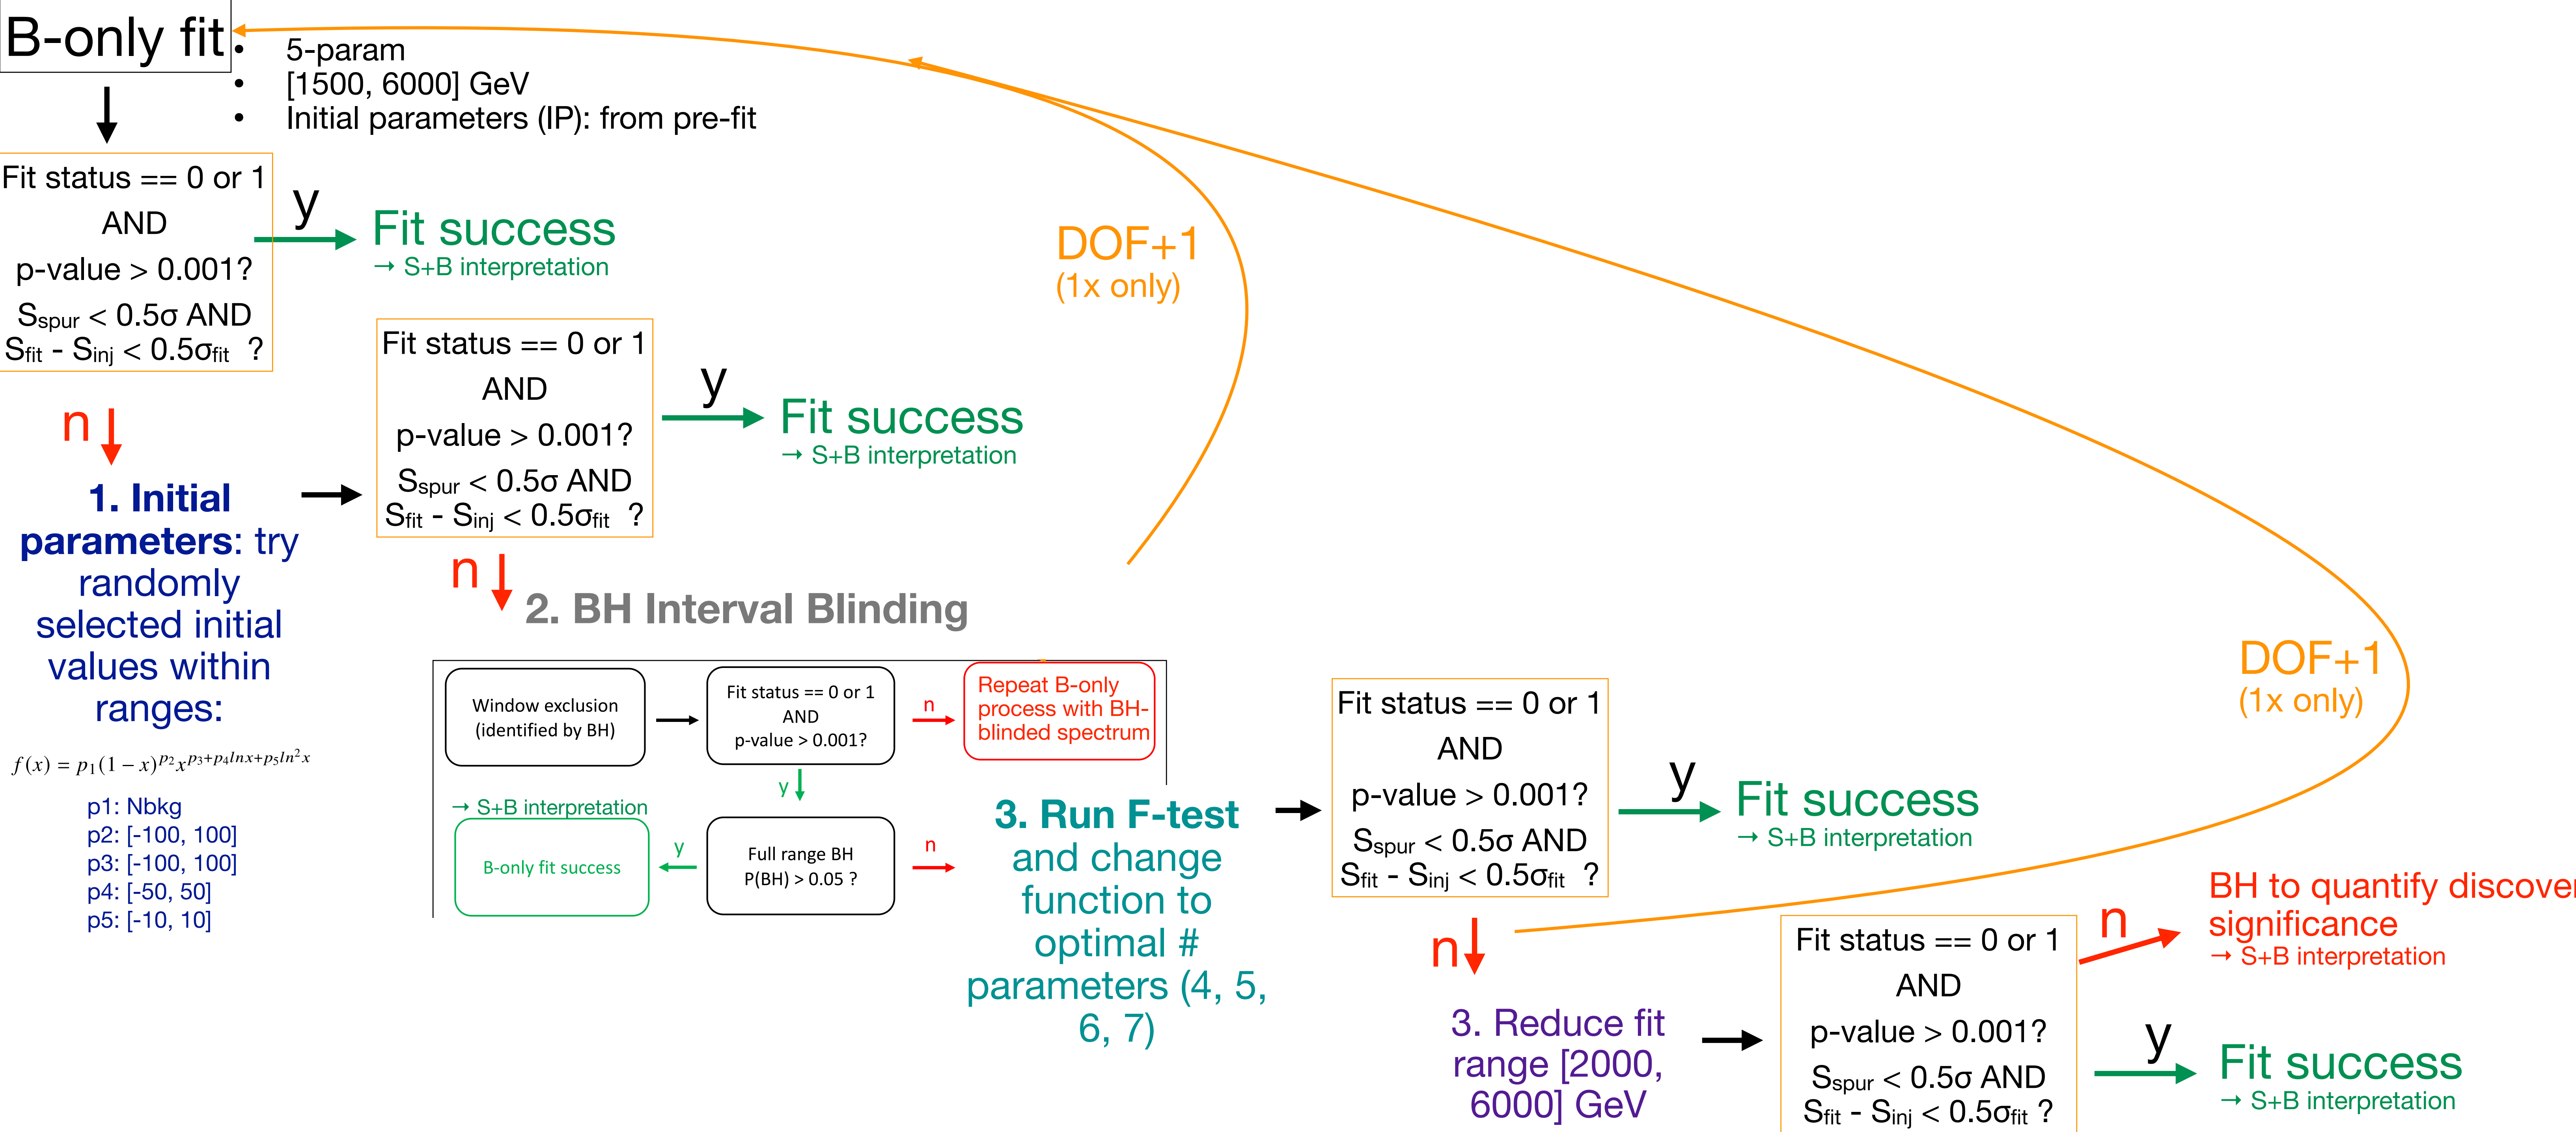 B-only fit
• 5-param
• [1500, 6000] GeV
• Initial parameters (IP): from pre-fit
Fit status == 0 or 1
AND
p-value > 0.001?
Sspur < 0.5σ AND
Sfit - Sinj < 0.5σfit ?
y
Fit success
→ S+B interpretation
n
1. Initial
parameters: try
randomly
selected initial
values within
ranges:
f(x) = p₁(1 − x)^p₂ x^p₃+p₄lnx+p₅ln²x
p1: Nbkg
p2: [-100, 100]
p3: [-100, 100]
p4: [-50, 50]
p5: [-10, 10]
Fit status == 0 or 1
AND
p-value > 0.001?
Sspur < 0.5σ AND
Sfit - Sinj < 0.5σfit ?
y
Fit success
→ S+B interpretation
DOF+1
(1x only)
n
2. BH Interval Blinding
Window exclusion
(identified by BH)
Fit status == 0 or 1
AND
p-value > 0.001?
n
Repeat B-only
process with BH-
blinded spectrum
y
→ S+B interpretation
B-only fit success
y
Full range BH
P(BH) > 0.05 ?
n
3. Run F-test
and change
function to
optimal #
parameters (4, 5,
6, 7)
Fit status == 0 or 1
AND
p-value > 0.001?
Sspur < 0.5σ AND
Sfit - Sinj < 0.5σfit ?
y
Fit success
→ S+B interpretation
DOF+1
(1x only)
n
3. Reduce fit
range [2000,
6000] GeV
Fit status == 0 or 1
AND
p-value > 0.001?
Sspur < 0.5σ AND
Sfit - Sinj < 0.5σfit ?
n
BH to quantify discover
significance
→ S+B interpretation
y
Fit success
→ S+B interpretation